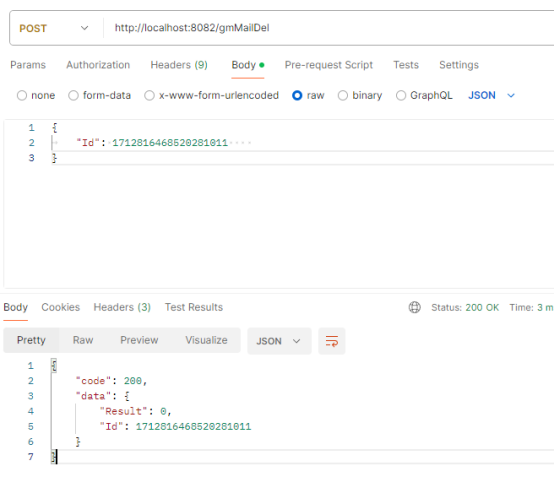 POST http://localhost:8082/gmMailDel
Params Authorization Headers (9) Body Pre-request Script Tests Settings
none form-data x-www-form-urlencoded raw binary GraphQL JSON
1 {
2 "Id": 1712816468520281011
3 }
Body Cookies Headers (3) Test Results Status: 200 OK Time: 3 m
Pretty Raw Preview Visualize JSON
1 {
2 "code": 200,
3 "data": {
4 "Result": 0,
5 "Id": 1712816468520281011
6 }
7 }